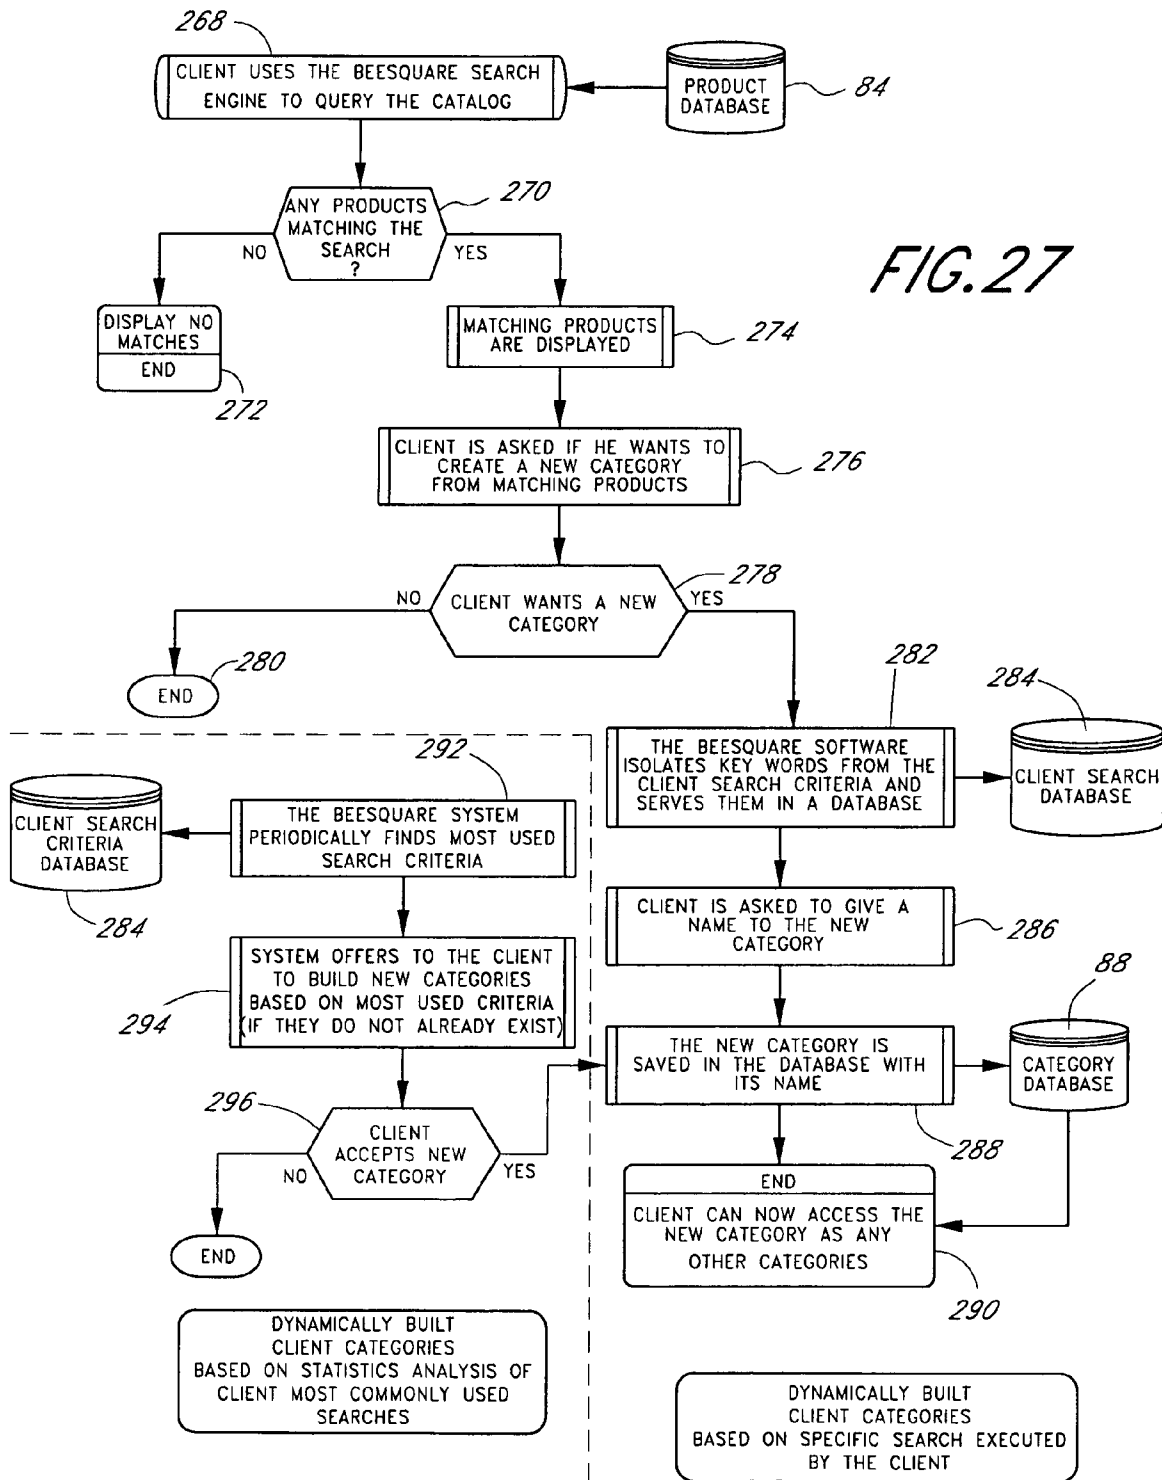 268
CLIENT USES THE BEESQUARE SEARCH
ENGINE TO QUERY THE CATALOG
PRODUCT
DATABASE
84
ANY PRODUCTS
MATCHING THE
SEARCH
?
270
NO
YES
FIG.27
DISPLAY NO
MATCHES
END
272
MATCHING PRODUCTS
ARE DISPLAYED
274
CLIENT IS ASKED IF HE WANTS TO
CREATE A NEW CATEGORY
FROM MATCHING PRODUCTS
276
278
NO
CLIENT WANTS A NEW
CATEGORY
YES
280
END
282
284
THE BEESQUARE SOFTWARE
ISOLATES KEY WORDS FROM THE
CLIENT SEARCH CRITERIA AND
SERVES THEM IN A DATABASE
CLIENT SEARCH
DATABASE
292
CLIENT SEARCH
CRITERIA
DATABASE
284
THE BEESQUARE SYSTEM
PERIODICALLY FINDS MOST USED
SEARCH CRITERIA
CLIENT IS ASKED TO GIVE A
NAME TO THE NEW
CATEGORY
286
SYSTEM OFFERS TO THE CLIENT
TO BUILD NEW CATEGORIES
BASED ON MOST USED CRITERIA
(IF THEY DO NOT ALREADY EXIST)
294
88
THE NEW CATEGORY IS
SAVED IN THE DATABASE WITH
ITS NAME
CATEGORY
DATABASE
288
296
CLIENT
ACCEPTS NEW
CATEGORY
NO
YES
END
END
CLIENT CAN NOW ACCESS THE
NEW CATEGORY AS ANY
OTHER CATEGORIES
290
DYNAMICALLY BUILT
CLIENT CATEGORIES
BASED ON STATISTICS ANALYSIS OF
CLIENT MOST COMMONLY USED
SEARCHES
DYNAMICALLY BUILT
CLIENT CATEGORIES
BASED ON SPECIFIC SEARCH EXECUTED
BY THE CLIENT